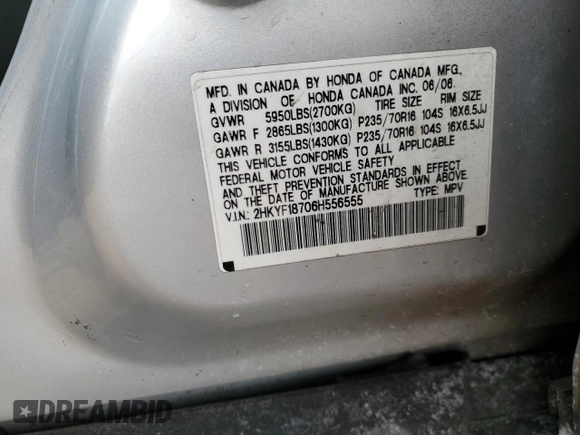 MFD. IN CANADA BY HONDA OF CANADA MFG.,
A DIVISION OF HONDA CANADA INC. 06/06.
GVWR 5950LBS(2700KG) TIRE SIZE RIM SIZE
GAWR F 2865LBS(1300KG) P235/70R16 104S 16X6.5JJ
GAWR R 3155LBS(1430KG) P235/70R16 104S 16X6.5JJ
THIS VEHICLE CONFORMS TO ALL APPLICABLE
FEDERAL MOTOR VEHICLE SAFETY
AND THEFT PREVENTION STANDARDS IN EFFECT
ON THE DATE OF MANUFACTURE SHOWN ABOVE.
V.I.N.: 2HKYF18706H556555 TYPE: MPV
DREAMBID